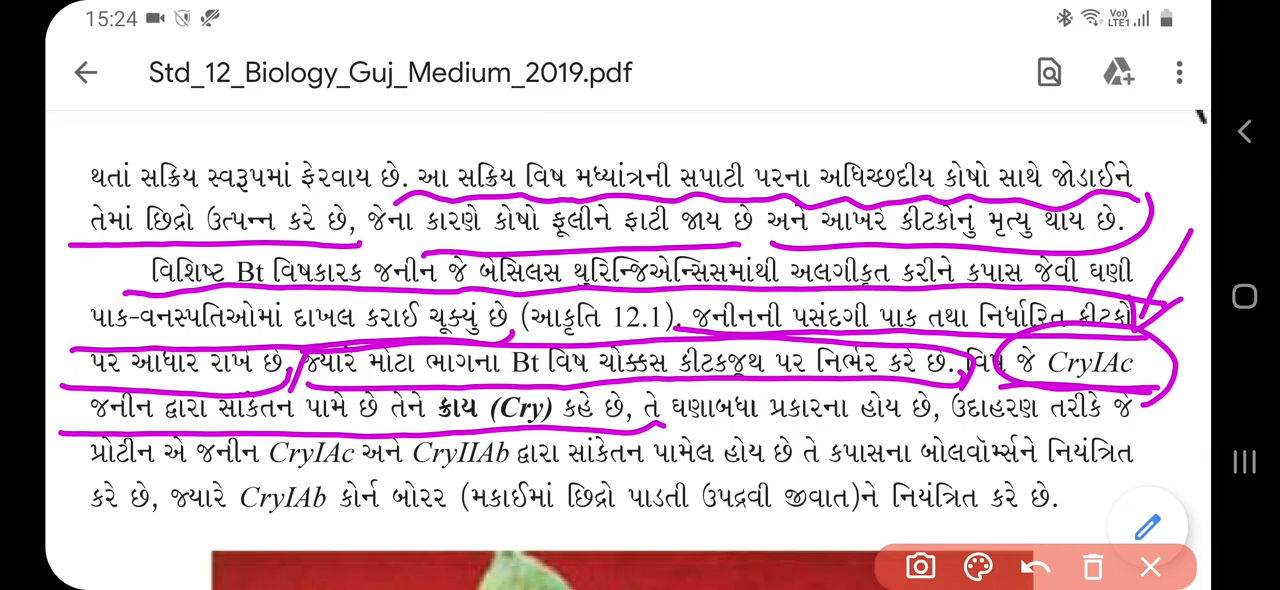 15:24
Vo))
LTE1
Std_12_Biology_Guj_Medium_2019.pdf
થતાં સક્રિય સ્વરૂપમાં ફેરવાય છે. આ સક્રિય વિષ મધ્યાંત્રની સપાટી પરના અધિચ્છદીય કોષો સાથે જોડાઈને
તેમાં છિદ્રો ઉત્પન્ન કરે છે, જેના કારણે કોષો ફૂલીને ફાટી જાય છે અને આખરે કીટકોનું મૃત્યુ થાય છે.
વિશિષ્ટ Bt વિષકારક જનીન જે બેસિલસ થુરિન્જિએન્સિસમાંથી અલગીકૃત કરીને કપાસ જેવી ઘણી
પાક-વનસ્પતિઓમાં દાખલ કરાઈ ચૂક્યું છે (આકૃતિ 12.1). જનીનની પસંદગી પાક તથા નિર્ધારિત કીટકો
પર આધાર રાખે છે, જ્યારે મોટા ભાગના Bt વિષ ચોક્કસ કીટકજૂથ પર નિર્ભર કરે છે. વિષ જે CryIAc
જનીન દ્વારા સાંકેતન પામે છે તેને ક્રાય (Cry) કહે છે, તે ઘણાબધા પ્રકારના હોય છે, ઉદાહરણ તરીકે જે
પ્રોટીન એ જનીન CryIAc અને CryIIAb દ્વારા સાંકેતન પામેલ હોય છે તે કપાસના બોલવૉર્મ્સને નિયંત્રિત
કરે છે, જ્યારે CryIAb કોર્ન બોરર (મકાઈમાં છિદ્રો પાડતી ઉપદ્રવી જીવાત)ને નિયંત્રિત કરે છે.